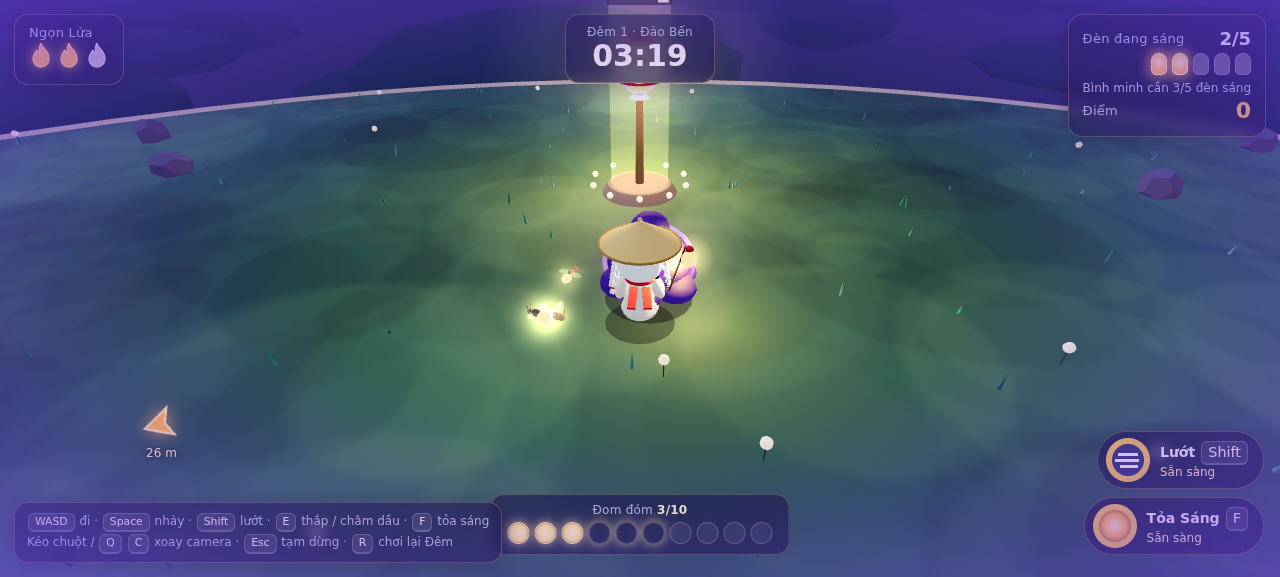 Ngọn Lửa
Đêm 1 · Đảo Bến
03:19
Đèn đang sáng 2/5
Bình minh cần 3/5 đèn sáng
Điểm 0
26 m
Lướt Shift
Sẵn sàng
Tỏa Sáng F
Sẵn sàng
Đom đóm 3/10
WASD đi · Space nhảy · Shift lướt · E thắp / châm dầu · F tỏa sáng
Kéo chuột / Q C xoay camera · Esc tạm dừng · R chơi lại Đêm